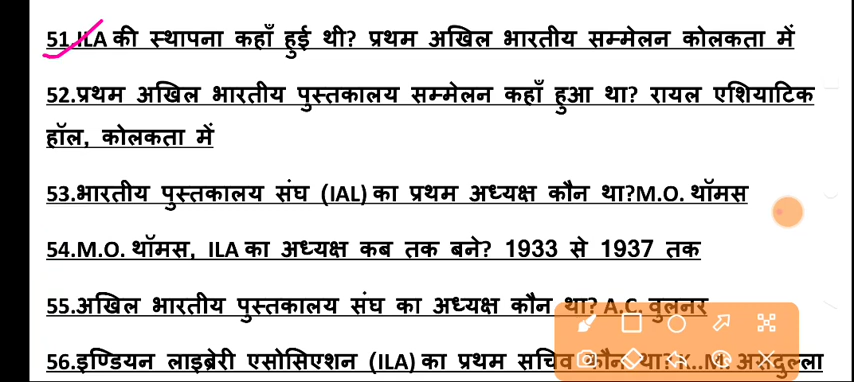 51.ILA की स्थापना कहाँ हुई थी? प्रथम अखिल भारतीय सम्मेलन कोलकता में
52.प्रथम अखिल भारतीय पुस्तकालय सम्मेलन कहाँ हुआ था? रायल एशियाटिक
हॉल, कोलकता में
53.भारतीय पुस्तकालय संघ (IAL) का प्रथम अध्यक्ष कौन था?M.O. थॉमस
54.M.O. थॉमस, ILA का अध्यक्ष कब तक बने? 1933 से 1937 तक
55.अखिल भारतीय पुस्तकालय संघ का अध्यक्ष कौन था? A.C. वुलनर
56.इण्डियन लाइब्रेरी एसोसिएशन (ILA) का प्रथम सचिव कौन था? K..M. असदुल्ला